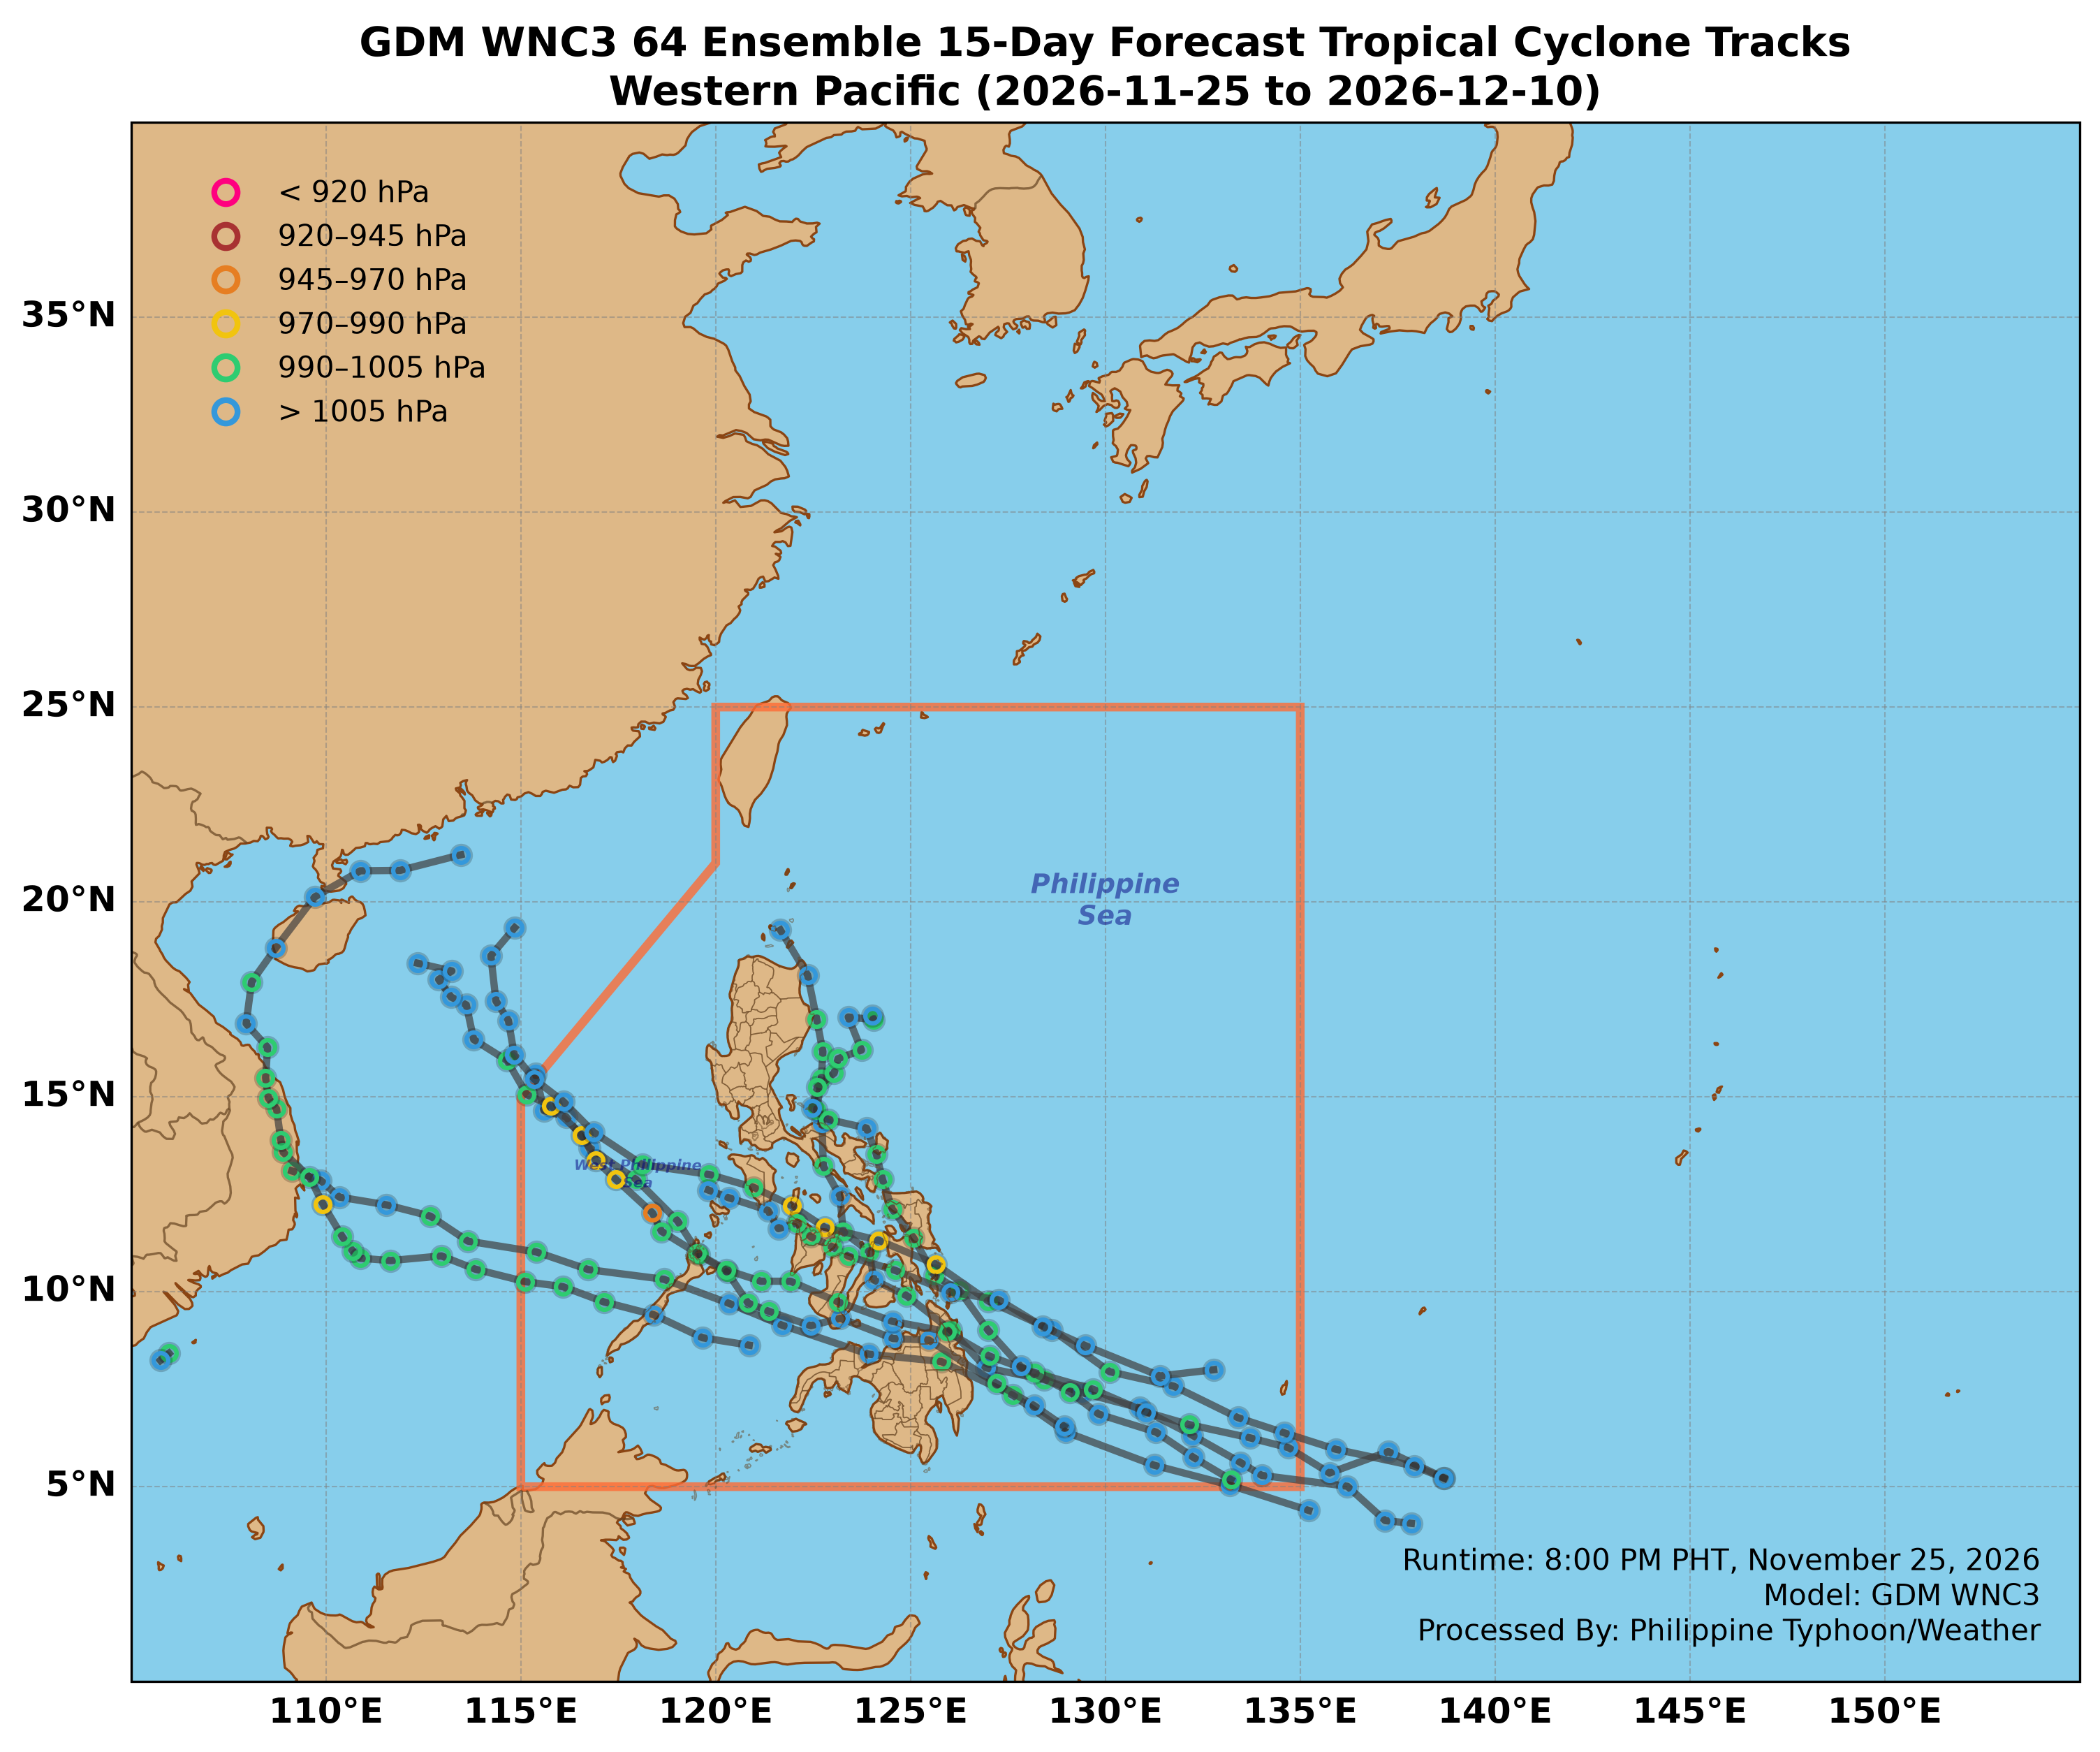 GDM WNC3 64 Ensemble 15-Day Forecast Tropical Cyclone Tracks
Western Pacific (2026-11-25 to 2026-12-10)
< 920 hPa
920–945 hPa
945–970 hPa
970–990 hPa
990–1005 hPa
> 1005 hPa
35°N
30°N
25°N
20°N
15°N
10°N
5°N
Philippine
Sea
West Philippine
Sea
Runtime: 8:00 PM PHT, November 25, 2026
Model: GDM WNC3
Processed By: Philippine Typhoon/Weather
110°E 115°E 120°E 125°E 130°E 135°E 140°E 145°E 150°E